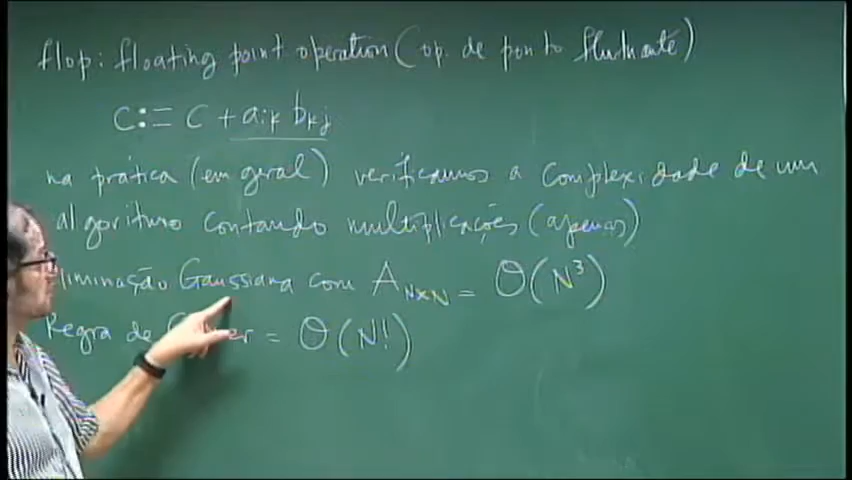 flop: floating point operation (op. de ponto flutuante)
C := C + aik bkj
na prática (em geral) verificamos a complexidade de um
algoritmo contando multiplicações (apenas)
eliminação Gaussiana com A N×N = O(N³)
Regra de = O(N!)